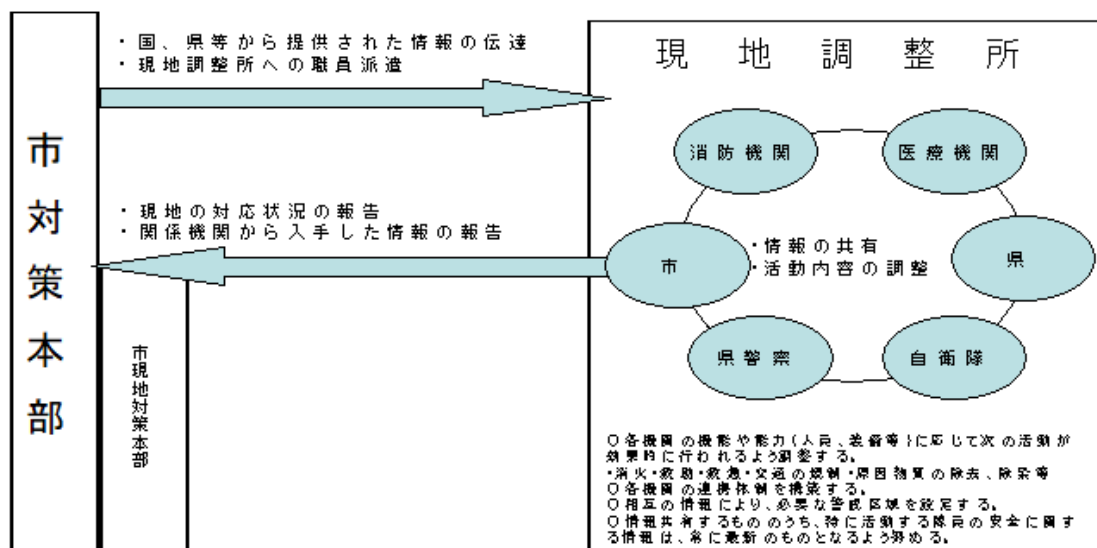 市対策本部
・国、県等から提供された情報の伝達
・現地調整所への職員派遣
・現地の対応状況の報告
・関係機関から入手した情報の報告
市現地対策本部
現地調整所
消防機関
医療機関
市
・情報の共有
・活動内容の調整
県
県警察
自衛隊
○各機関の機能や能力(人員、装備等)に応じて次の活動が
効果的に行われるよう調整する。
・消火・救助・救急・交通の規制・原因物質の除去、除染等
○各機関の連携体制を構築する。
○相互の情報により、必要な警戒区域を設定する。
○情報共有するもののうち、特に活動する隊員の安全に関す
る情報は、常に最新のものとなるよう努める。